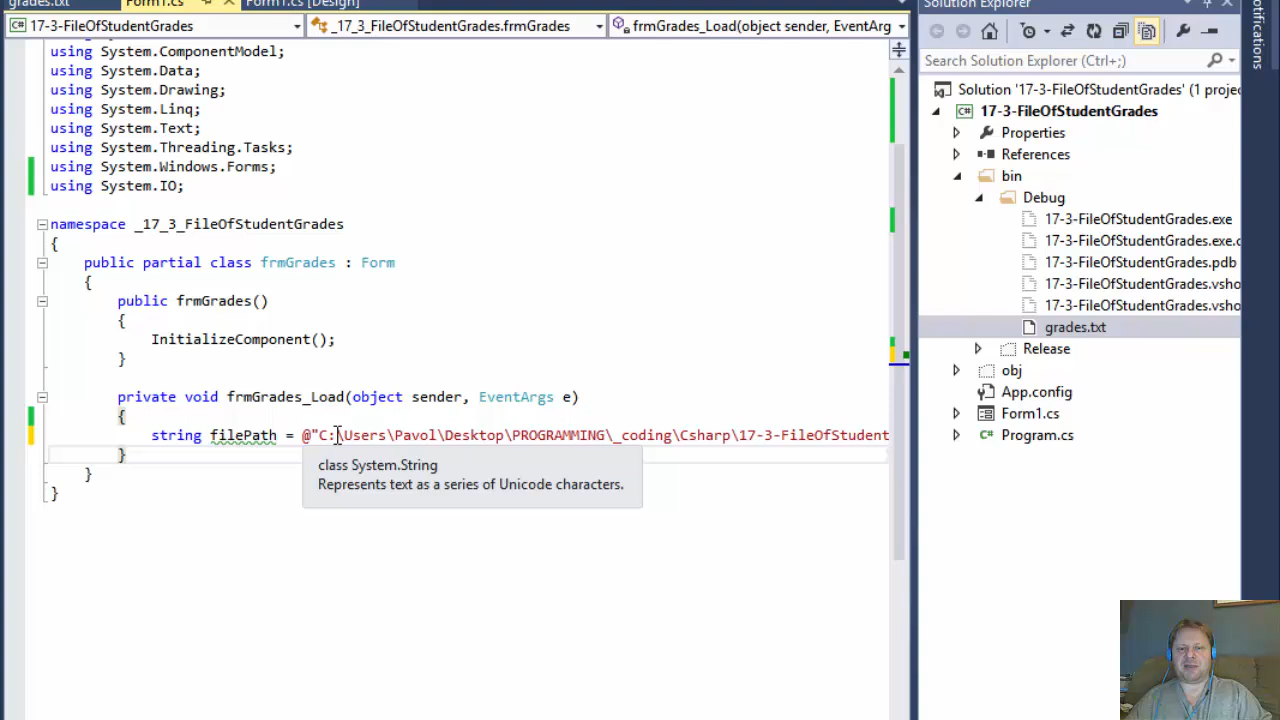 grades.txt Form1.cs Form1.cs [Design] Solution Explorer
17-3-FileOfStudentGrades _17_3_FileOfStudentGrades.frmGrades frmGrades_Load(object sender, EventArg
Search Solution Explorer (Ctrl+;)
Notifications
using System.ComponentModel;
using System.Data;
using System.Drawing;
using System.Linq;
using System.Text;
using System.Threading.Tasks;
using System.Windows.Forms;
using System.IO;
namespace _17_3_FileOfStudentGrades
{
public partial class frmGrades : Form
{
public frmGrades()
{
InitializeComponent();
}
private void frmGrades_Load(object sender, EventArgs e)
{
string filePath = @"C:\Users\Pavol\Desktop\PROGRAMMING\_coding\Csharp\17-3-FileOfStudent
}
}
}
class System.String
Represents text as a series of Unicode characters.
Solution '17-3-FileOfStudentGrades' (1 projec
C# 17-3-FileOfStudentGrades
Properties
References
bin
Debug
17-3-FileOfStudentGrades.exe
17-3-FileOfStudentGrades.exe.c
17-3-FileOfStudentGrades.pdb
17-3-FileOfStudentGrades.vsho
17-3-FileOfStudentGrades.vsho
grades.txt
Release
obj
App.config
Form1.cs
Program.cs